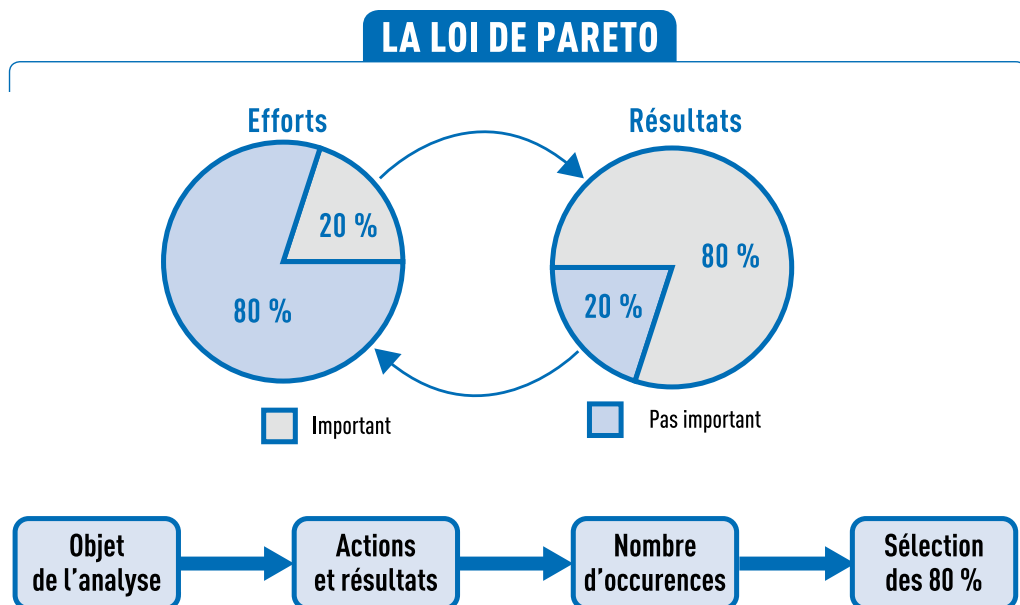 LA LOI DE PARETO
Efforts
Résultats
20 %
80 %
80 %
20 %
Important
Pas important
Objet
de l'analyse
Actions
et résultats
Nombre
d'occurences
Sélection
des 80 %